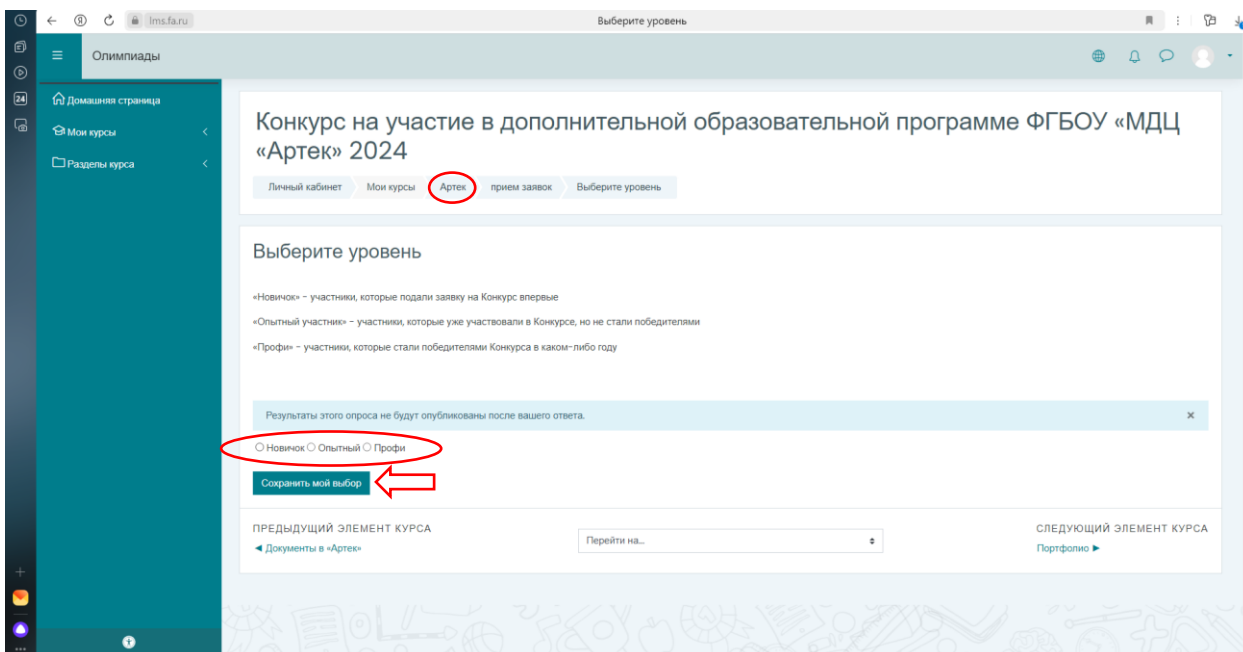 lms.fa.ru
Выберите уровень
Олимпиады
24
Домашняя страница
Мои курсы
Разделы курса
Конкурс на участие в дополнительной образовательной программе ФГБОУ «МДЦ
«Артек» 2024
Личный кабинет Мои курсы Артек прием заявок Выберите уровень
Выберите уровень
«Новичок» – участники, которые подали заявку на Конкурс впервые
«Опытный участник» – участники, которые уже участвовали в Конкурсе, но не стали победителями
«Профи» – участники, которые стали победителями Конкурса в каком-либо году
Результаты этого опроса не будут опубликованы после вашего ответа.
Новичок Опытный Профи
Сохранить мой выбор
ПРЕДЫДУЩИЙ ЭЛЕМЕНТ КУРСА
◄ Документы в «Артек»
Перейти на...
СЛЕДУЮЩИЙ ЭЛЕМЕНТ КУРСА
Портфолио ►